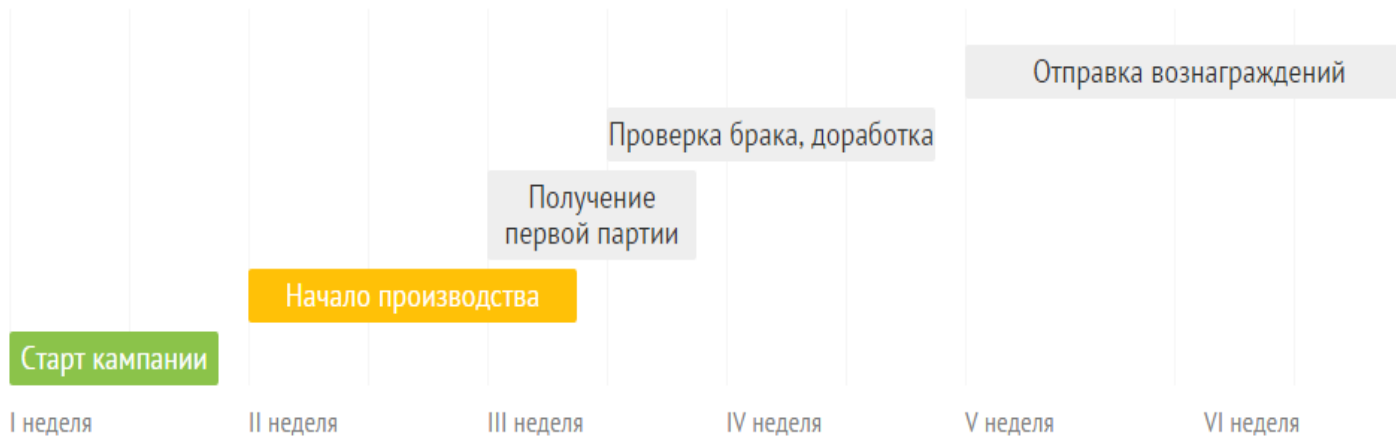 Отправка вознаграждений
Проверка брака, доработка
Получение
первой партии
Начало производства
Старт кампании
I неделя
II неделя
III неделя
IV неделя
V неделя
VI неделя